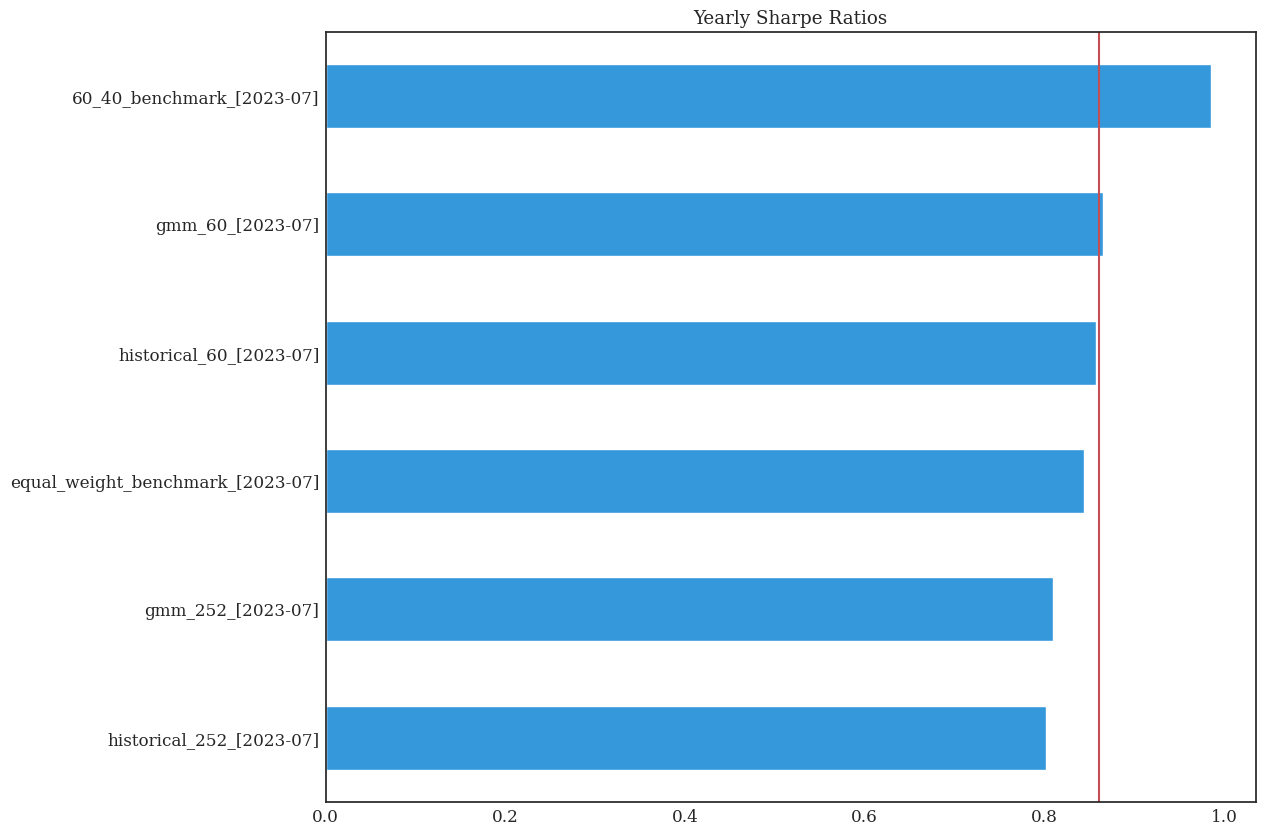 Yearly Sharpe Ratios
60_40_benchmark_[2023-07]
gmm_60_[2023-07]
historical_60_[2023-07]
equal_weight_benchmark_[2023-07]
gmm_252_[2023-07]
historical_252_[2023-07]
0.0 0.2 0.4 0.6 0.8 1.0